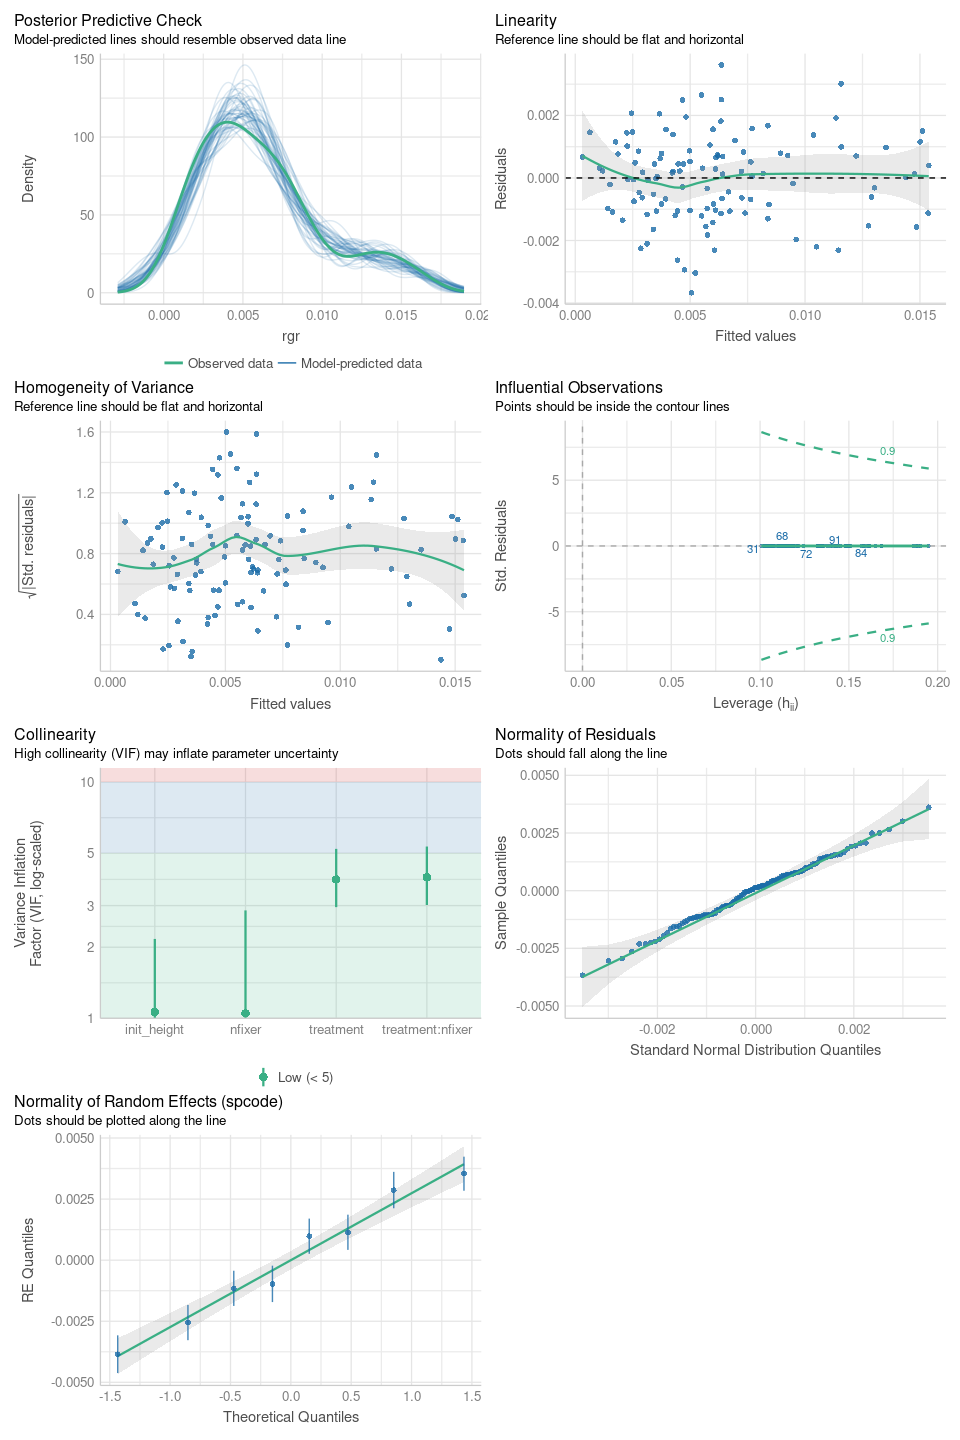 Posterior Predictive Check
Model-predicted lines should resemble observed data line
150
100
50
0
Density
0.000
0.005
0.010
0.015
0.02
rgr
Observed data
Model-predicted data
Linearity
Reference line should be flat and horizontal
0.002
0.000
-0.002
-0.004
Residuals
0.000
0.005
0.010
0.015
Fitted values
Homogeneity of Variance
Reference line should be flat and horizontal
1.6
1.2
0.8
0.4
√|Std. residuals|
0.000
0.005
0.010
0.015
Fitted values
Influential Observations
Points should be inside the contour lines
5
0
-5
Std. Residuals
0.9
68
91
31
72
84
0.9
0.00
0.05
0.10
0.15
0.20
Leverage (hii)
Collinearity
High collinearity (VIF) may inflate parameter uncertainty
10
5
3
2
1
Variance Inflation
Factor (VIF, log-scaled)
init_height
nfixer
treatment
treatment:nfixer
Low (< 5)
Normality of Residuals
Dots should fall along the line
0.0050
0.0025
0.0000
-0.0025
-0.0050
Sample Quantiles
-0.002
0.000
0.002
Standard Normal Distribution Quantiles
Normality of Random Effects (spcode)
Dots should be plotted along the line
0.0050
0.0025
0.0000
-0.0025
-0.0050
RE Quantiles
-1.5
-1.0
-0.5
0.0
0.5
1.0
1.5
Theoretical Quantiles